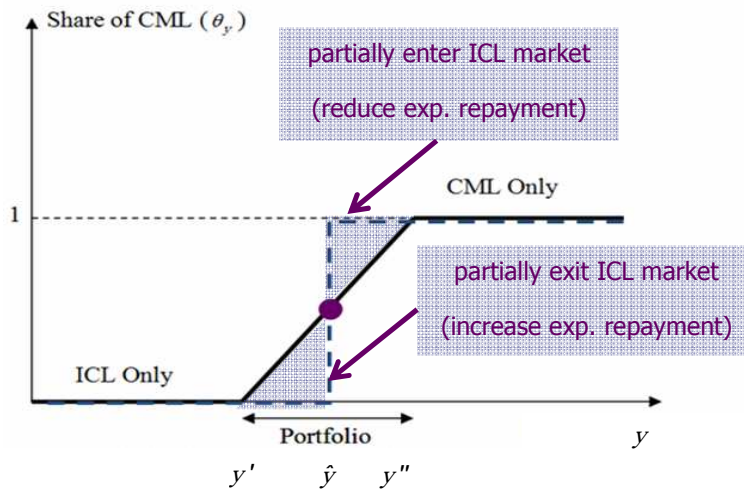 Share of CML (θ_y)
partially enter ICL market
(reduce exp. repayment)
CML Only
1
partially exit ICL market
(increase exp. repayment)
ICL Only
Portfolio
y
y' ŷ y"